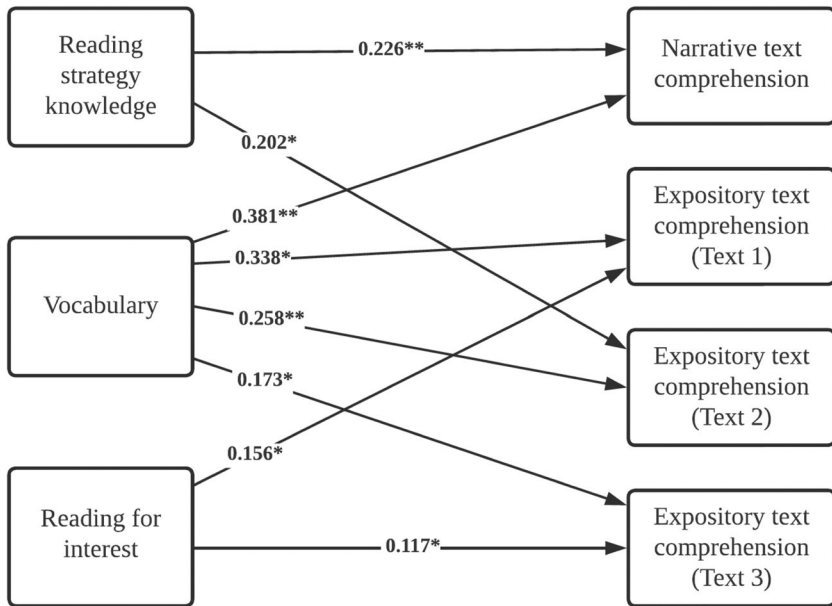 Reading
strategy
knowledge
Vocabulary
Reading for
interest
0.226**
0.202*
0.381**
0.338*
0.258**
0.173*
0.156*
0.117*
Narrative text
comprehension
Expository text
comprehension
(Text 1)
Expository text
comprehension
(Text 2)
Expository text
comprehension
(Text 3)